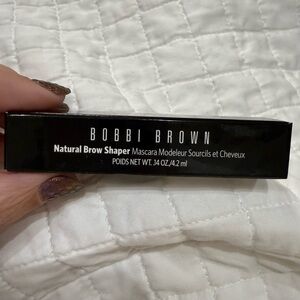 BOBBI BROWN
Natural Brow Shaper Mascara Modeleur Sourcils et Cheveux
POIDS NET WT. .14 OZ./4.2 ml